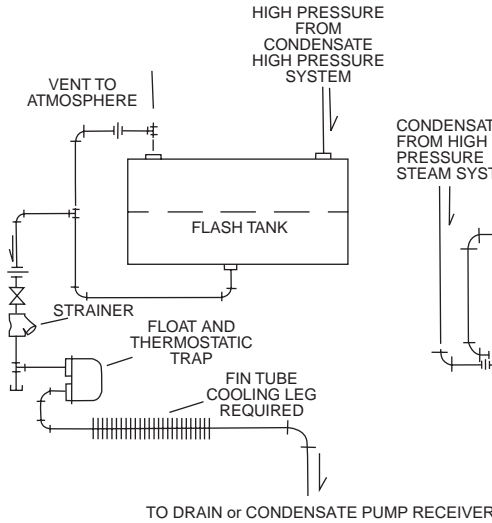 HIGH PRESSURE
FROM
CONDENSATE
HIGH PRESSURE
SYSTEM
VENT TO
ATMOSPHERE
FLASH TANK
STRAINER
FLOAT AND
THERMOSTATIC
TRAP
FIN TUBE
COOLING LEG
REQUIRED
TO DRAIN or CONDENSATE PUMP RECEIVER
CONDENSAT
FROM HIGH
PRESSURE
STEAM SYST